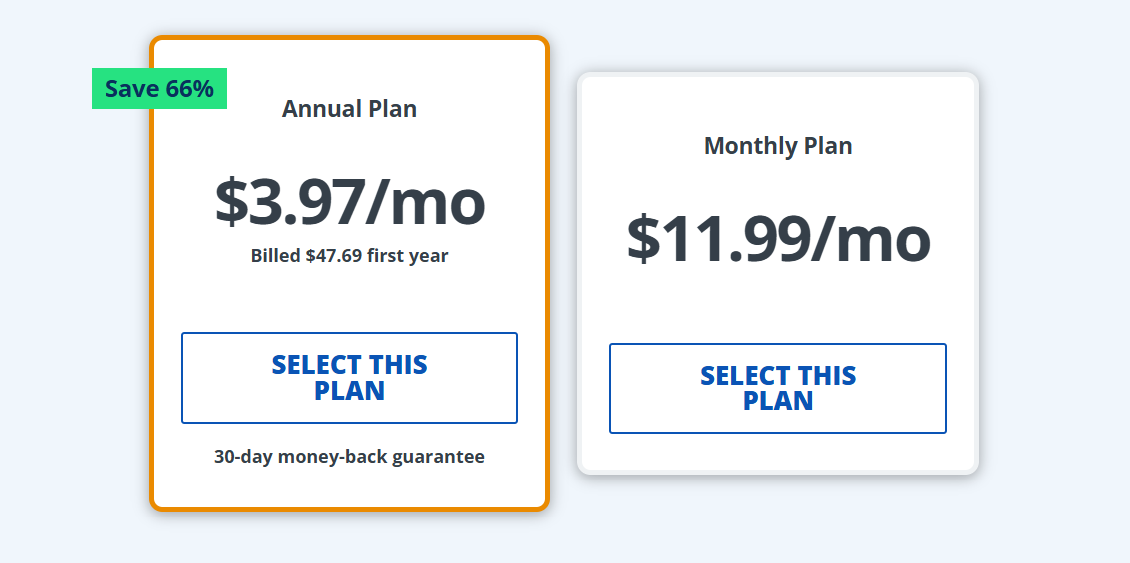 Save 66%
Annual Plan
$3.97/mo
Billed $47.69 first year
SELECT THIS
PLAN
30-day money-back guarantee
Monthly Plan
$11.99/mo
SELECT THIS
PLAN